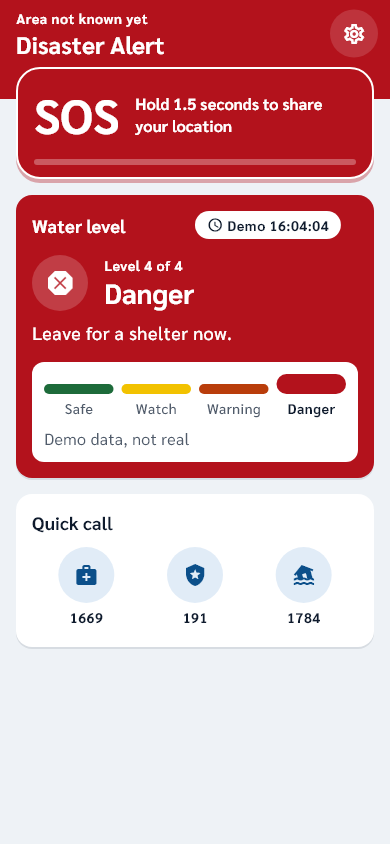 Area not known yet
Disaster Alert
SOS
Hold 1.5 seconds to share
your location
Water level
Demo 16:04:04
Level 4 of 4
Danger
Leave for a shelter now.
Safe
Watch
Warning
Danger
Demo data, not real
Quick call
1669
191
1784